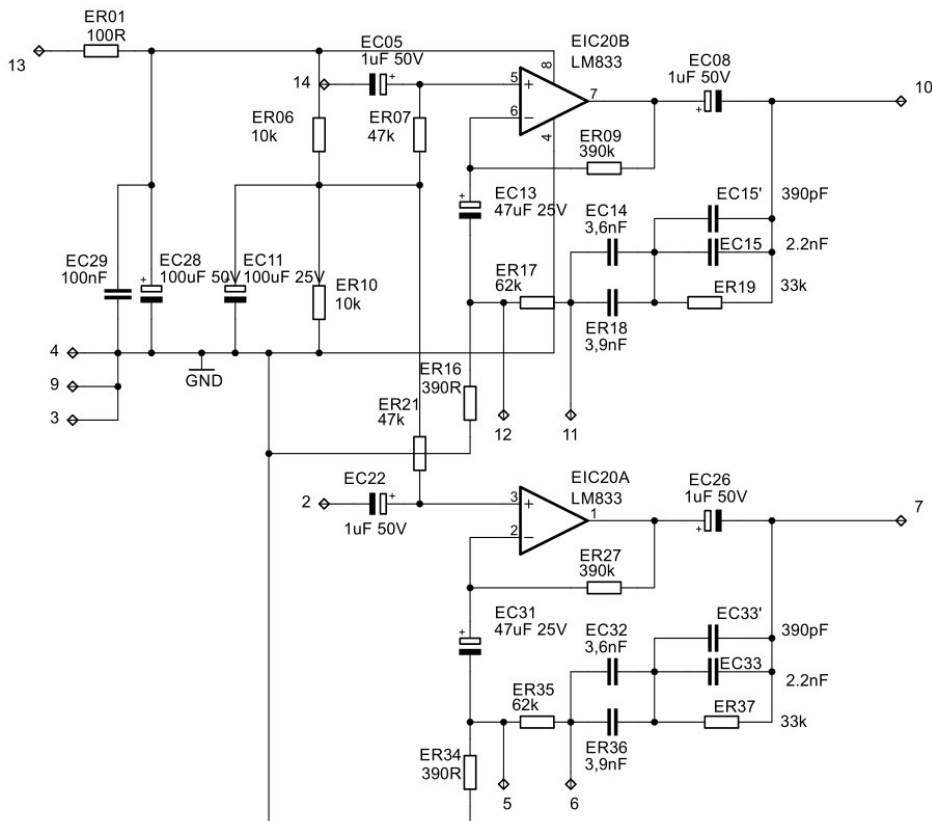 ER01
100R
13
EC05
1uF 50V
14
EIC20B
LM833
8
5
6
7
4
EC08
1uF 50V
10
ER06
10k
ER07
47k
ER09
390k
EC13
47uF 25V
EC14
3,6nF
EC15'
390pF
EC15
2.2nF
EC29
100nF
EC28
100uF 50V
EC11
100uF 25V
ER10
10k
ER17
62k
ER19
33k
ER18
3,9nF
4
9
3
GND
ER16
390R
12
11
ER21
47k
EC22
1uF 50V
2
EIC20A
LM833
3
2
1
EC26
1uF 50V
7
ER27
390k
EC31
47uF 25V
EC32
3,6nF
EC33'
390pF
EC33
2.2nF
ER35
62k
ER37
33k
ER36
3,9nF
ER34
390R
5
6